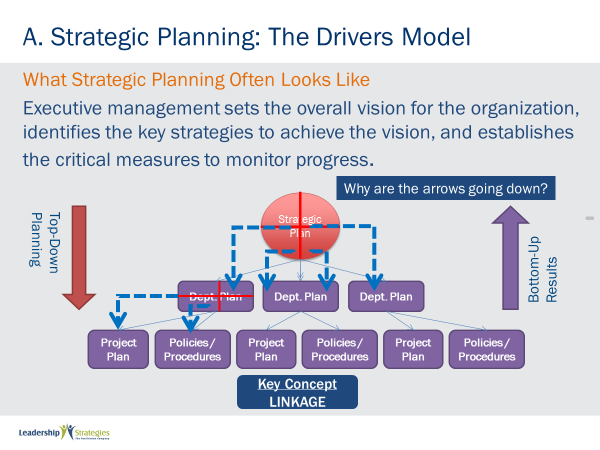 A. Strategic Planning: The Drivers Model
What Strategic Planning Often Looks Like
Executive management sets the overall vision for the organization,
identifies the key strategies to achieve the vision, and establishes
the critical measures to monitor progress.
Why are the arrows going down?
Top-Down
Planning
Strategic
Plan
Bottom-Up
Results
Dept. Plan
Dept. Plan
Dept. Plan
Project
Plan
Policies/
Procedures
Project
Plan
Policies/
Procedures
Project
Plan
Policies/
Procedures
Key Concept
LINKAGE
Leadership Strategies